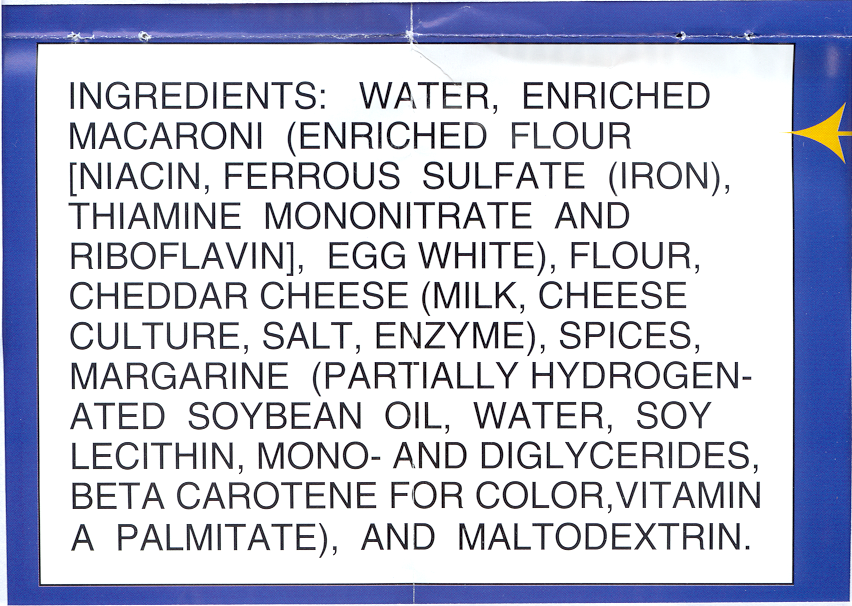 INGREDIENTS: WATER, ENRICHED
MACARONI (ENRICHED FLOUR
[NIACIN, FERROUS SULFATE (IRON),
THIAMINE MONONITRATE AND
RIBOFLAVIN], EGG WHITE), FLOUR,
CHEDDAR CHEESE (MILK, CHEESE
CULTURE, SALT, ENZYME), SPICES,
MARGARINE (PARTIALLY HYDROGEN-
ATED SOYBEAN OIL, WATER, SOY
LECITHIN, MONO- AND DIGLYCERIDES,
BETA CAROTENE FOR COLOR,VITAMIN
A PALMITATE), AND MALTODEXTRIN.